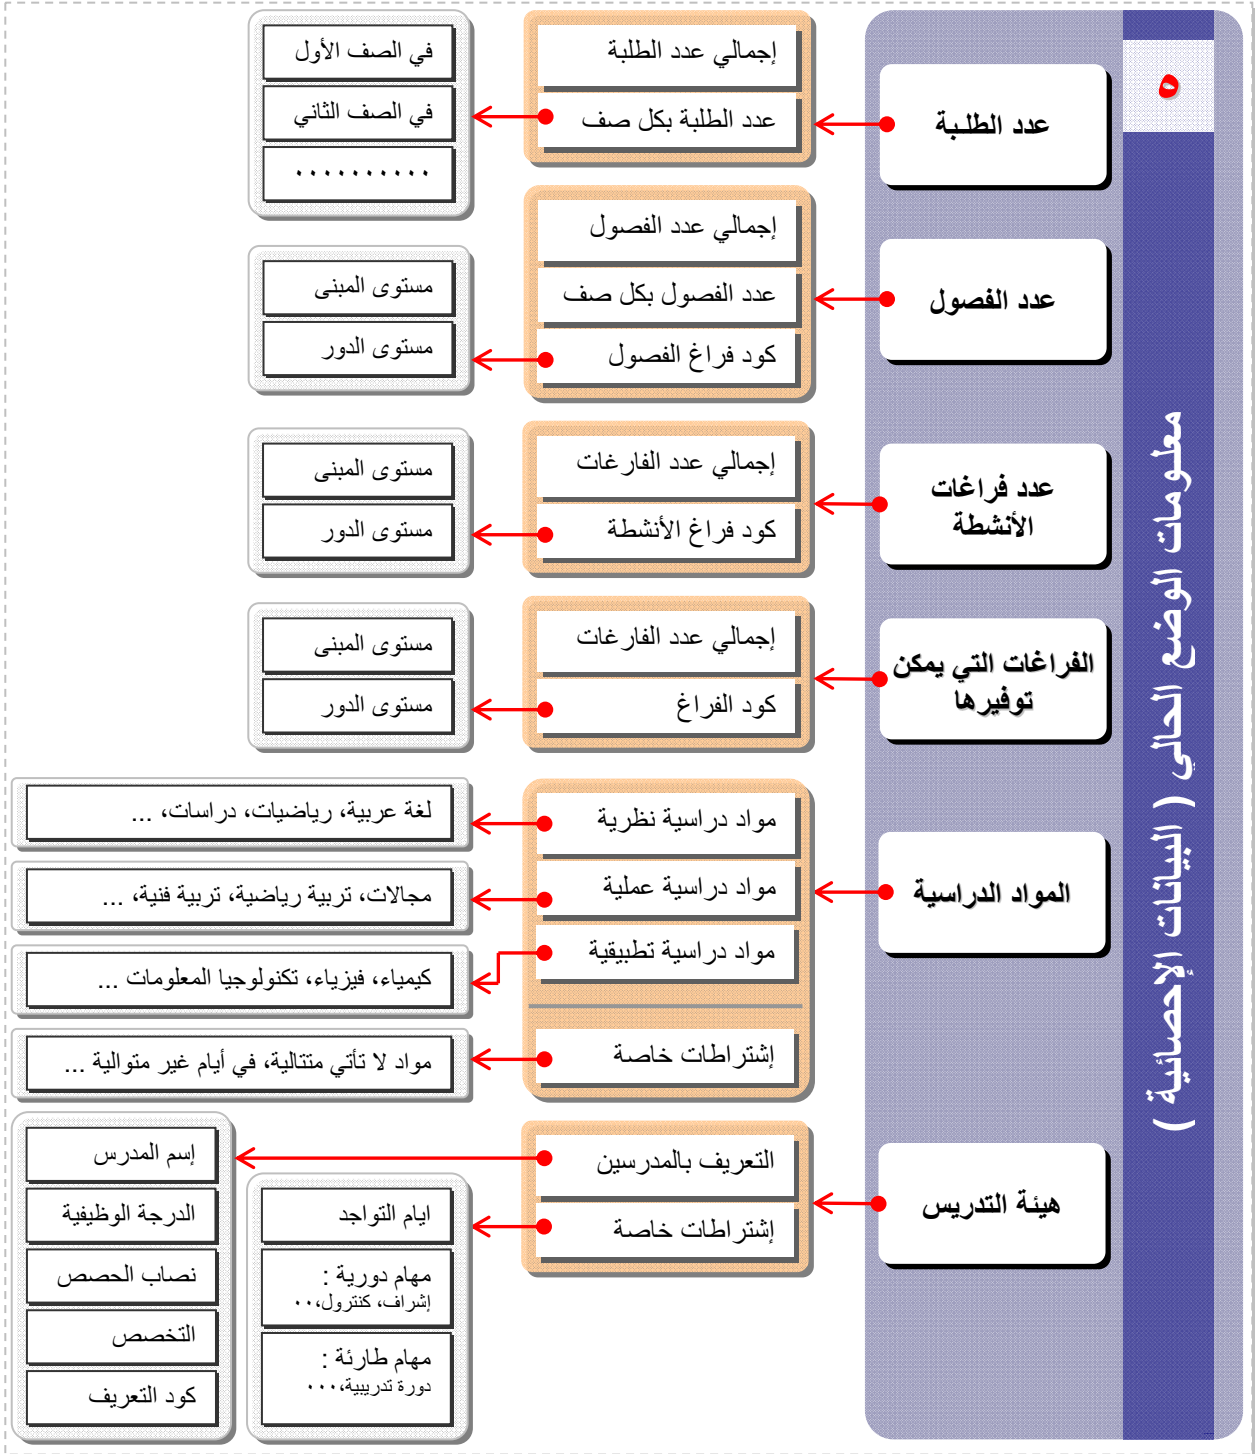 ٥
معلومات الوضع الحالي ( البيانات الإحصائية )
عدد الطلبة
إجمالي عدد الطلبة
عدد الطلبة بكل صف
في الصف الأول
في الصف الثاني
..........
عدد الفصول
إجمالي عدد الفصول
عدد الفصول بكل صف
كود فراغ الفصول
مستوى المبنى
مستوى الدور
عدد فراغات
الأنشطة
إجمالي عدد الفارغات
كود فراغ الأنشطة
مستوى المبنى
مستوى الدور
الفراغات التي يمكن
توفيرها
إجمالي عدد الفارغات
كود الفراغ
مستوى المبنى
مستوى الدور
المواد الدراسية
مواد دراسية نظرية
لغة عربية، رياضيات، دراسات، ...
مواد دراسية عملية
مجالات، تربية رياضية، تربية فنية، ...
مواد دراسية تطبيقية
كيمياء، فيزياء، تكنولوجيا المعلومات ...
إشتراطات خاصة
مواد لا تأتي متتالية، في أيام غير متوالية ...
هيئة التدريس
التعريف بالمدرسين
إسم المدرس
الدرجة الوظيفية
نصاب الحصص
التخصص
كود التعريف
إشتراطات خاصة
ايام التواجد
مهام دورية :
إشراف، كنترول،..
مهام طارئة :
دورة تدريبية،...